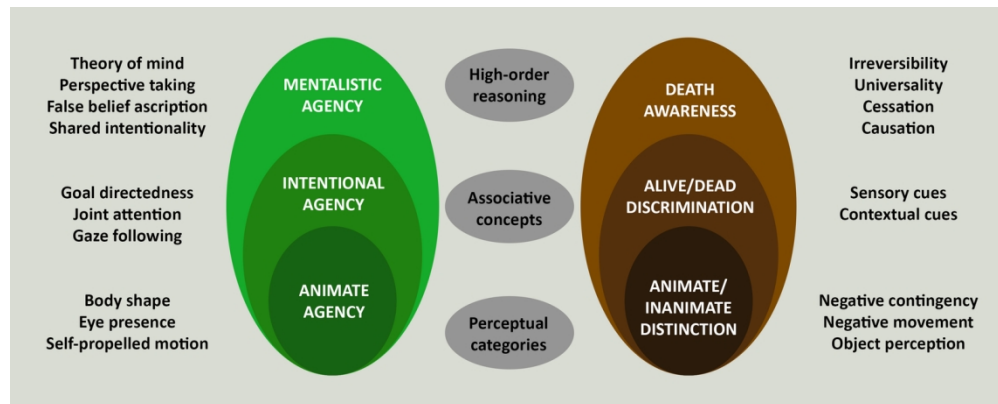 Theory of mind
Perspective taking
False belief ascription
Shared intentionality
MENTALISTIC
AGENCY
High-order
reasoning
DEATH
AWARENESS
Irreversibility
Universality
Cessation
Causation
Goal directedness
Joint attention
Gaze following
INTENTIONAL
AGENCY
Associative
concepts
ALIVE/DEAD
DISCRIMINATION
Sensory cues
Contextual cues
Body shape
Eye presence
Self-propelled motion
ANIMATE
AGENCY
Perceptual
categories
ANIMATE/
INANIMATE
DISTINCTION
Negative contingency
Negative movement
Object perception